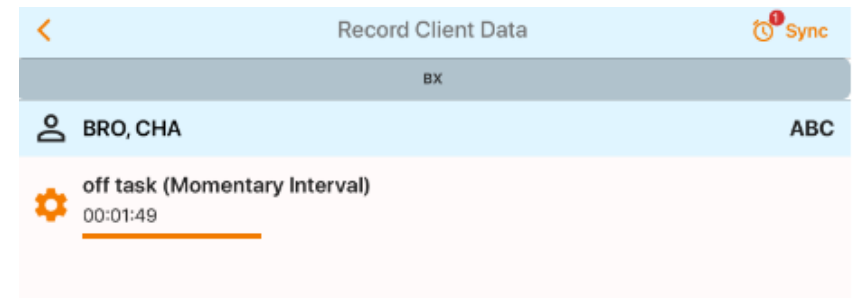 Record Client Data
1
Sync
BX
BRO, CHA
ABC
off task (Momentary Interval)
00:01:49